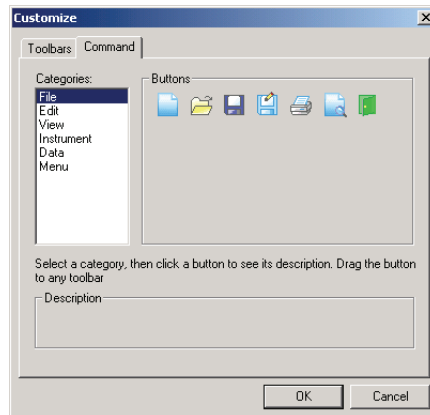 Customize
Toolbars Command
Categories:
Buttons
File
Edit
View
Instrument
Data
Menu
Select a category, then click a button to see its description. Drag the button
to any toolbar
Description
OK Cancel